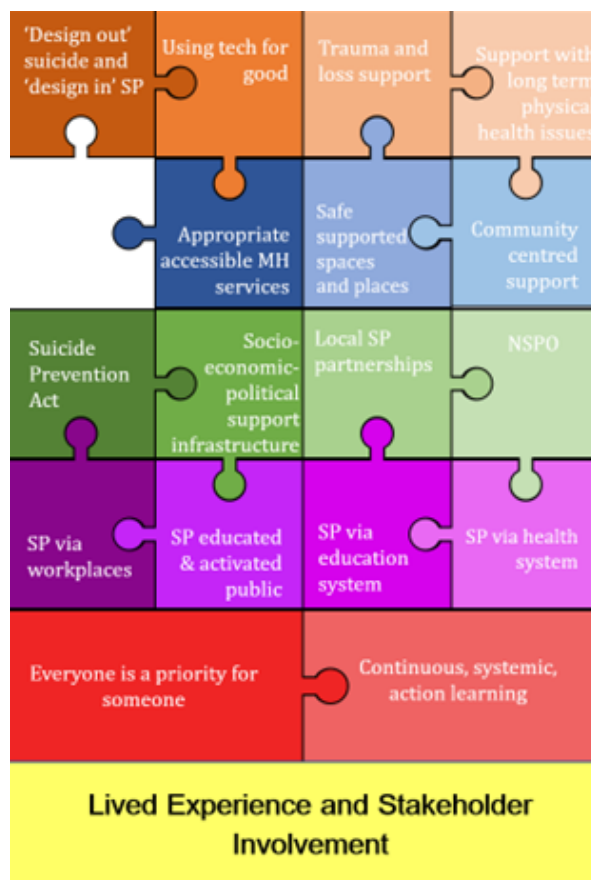 ‘Design out’
suicide and
‘design in’ SP
Using tech for
good
Trauma and
loss support
Support with
long term
physical
health issues
Appropriate
accessible MH
services
Safe
supported
spaces
and places
Community
centred
support
Suicide
Prevention
Act
Socio-
economic-
political
support
infrastructure
Local SP
partnerships
NSPO
SP via
workplaces
SP educated
& activated
public
SP via
education
system
SP via health
system
Everyone is a priority for
someone
Continuous, systemic,
action learning
Lived Experience and Stakeholder
Involvement